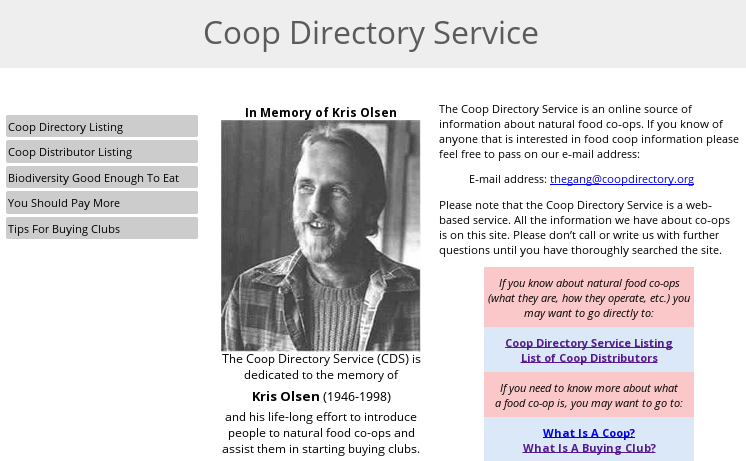 Coop Directory Service
Coop Directory Listing
Coop Distributor Listing
Biodiversity Good Enough To Eat
You Should Pay More
Tips For Buying Clubs
In Memory of Kris Olsen
The Coop Directory Service (CDS) is
dedicated to the memory of
Kris Olsen (1946-1998)
and his life-long effort to introduce
people to natural food co-ops and
assist them in starting buying clubs.
The Coop Directory Service is an online source of
information about natural food co-ops. If you know of
anyone that is interested in food coop information please
feel free to pass on our e-mail address:
E-mail address: thegang@coopdirectory.org
Please note that the Coop Directory Service is a web-
based service. All the information we have about co-ops
is on this site. Please don’t call or write us with further
questions until you have thoroughly searched the site.
If you know about natural food co-ops
(what they are, how they operate, etc.) you
may want to go directly to:
Coop Directory Service Listing
List of Coop Distributors
If you need to know more about what
a food co-op is, you may want to go to:
What Is A Coop?
What Is A Buying Club?